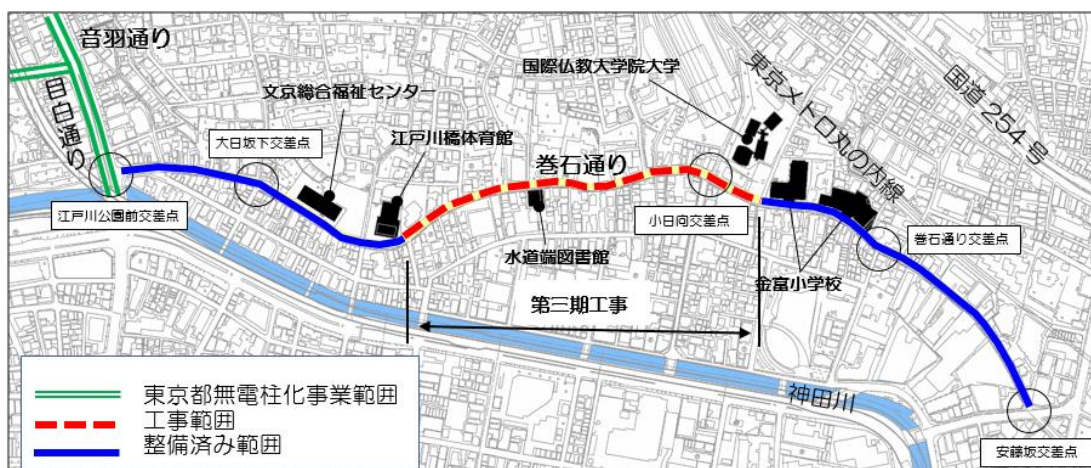 音羽通り
目白通り
国際仏教大学院大学
東京メトロ丸の内線
国道254号
文京総合福祉センター
大日坂下交差点
江戸川橋体育館
巻石通り
江戸川公園前交差点
小日向交差点
巻石通り交差点
水道端図書館
金富小学校
第三期工事
神田川
東京都無電柱化事業範囲
工事範囲
整備済み範囲
安藤坂交差点